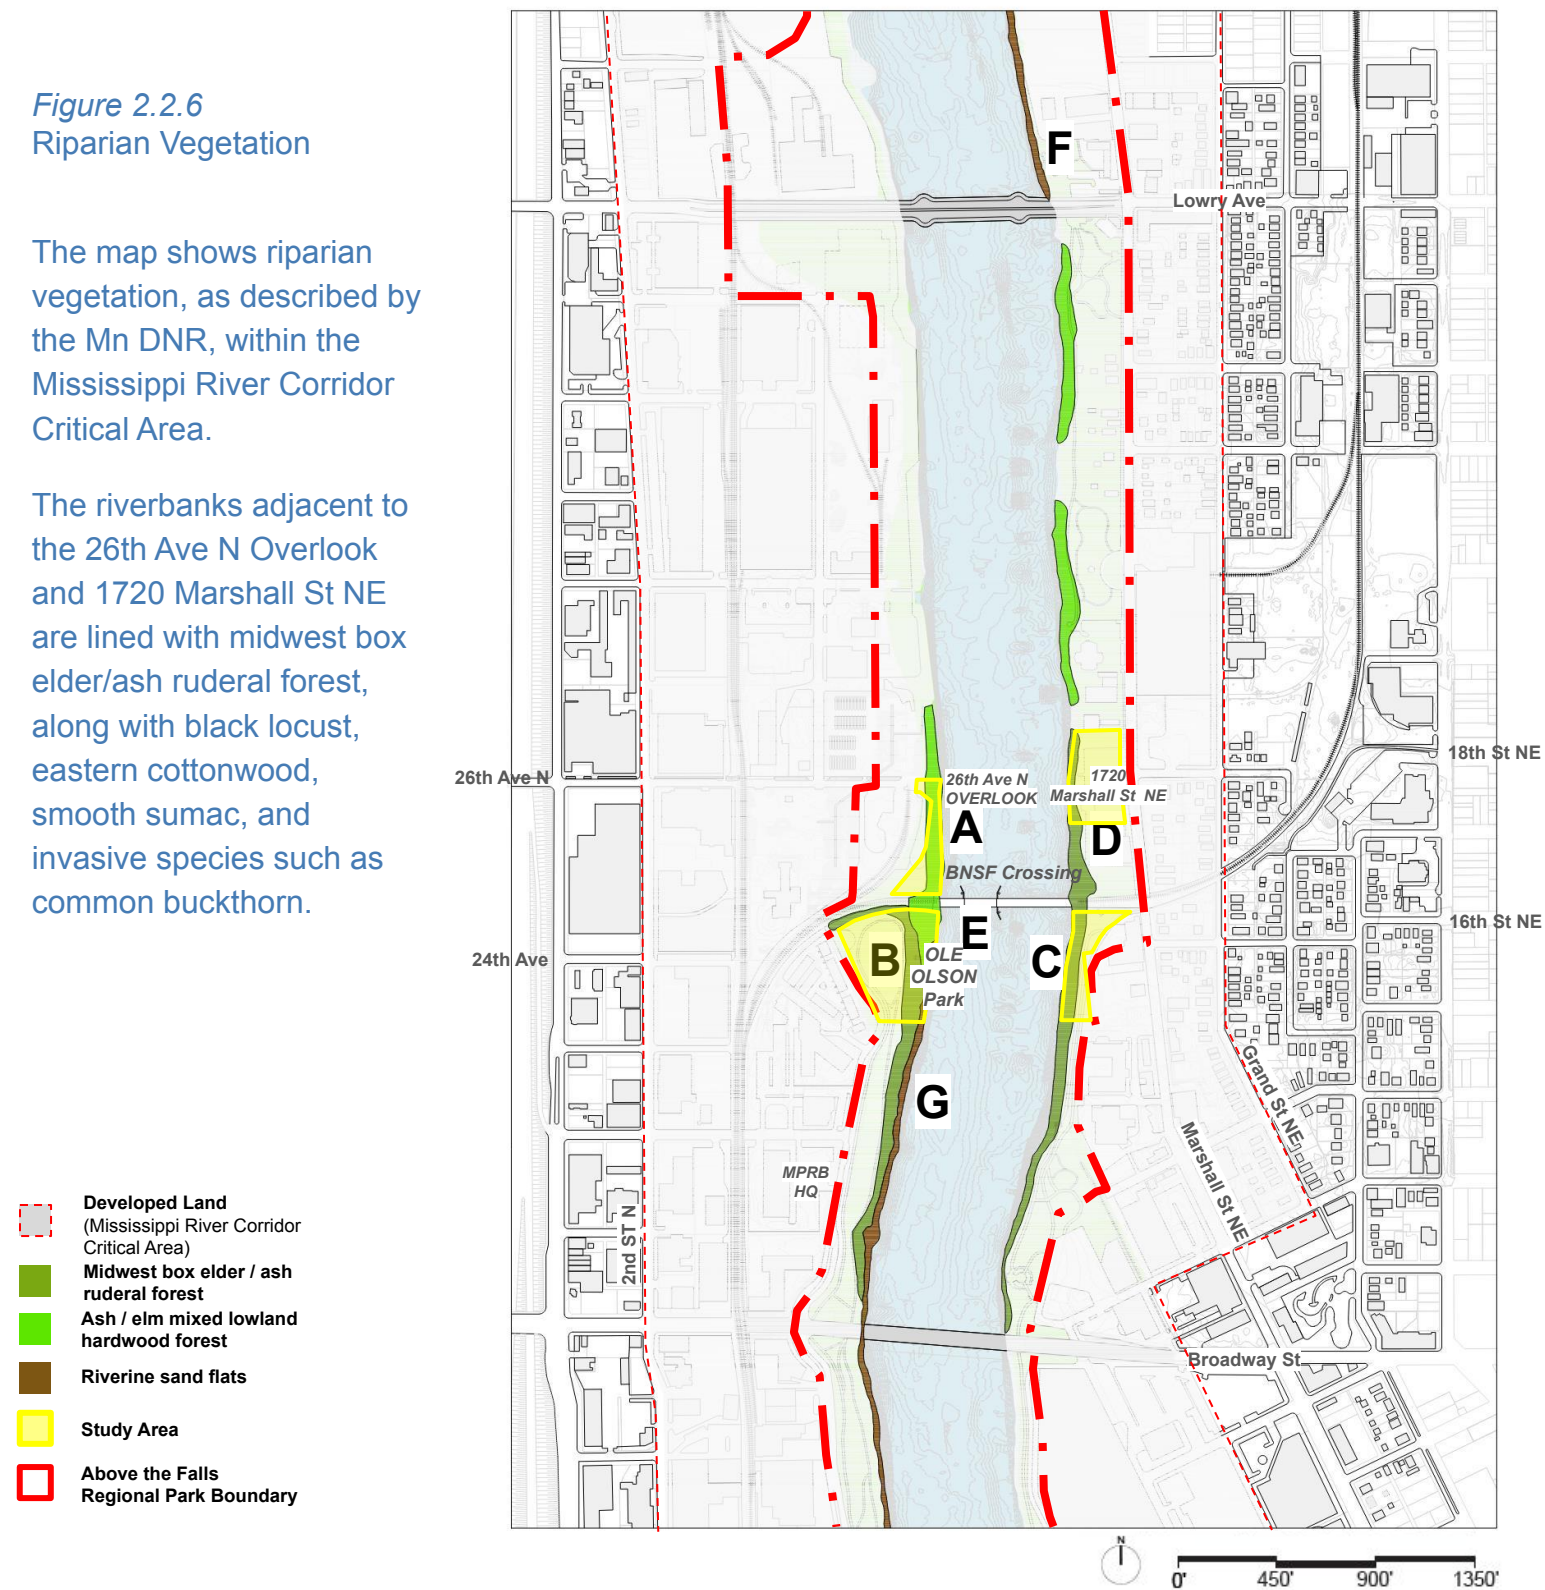 Figure 2.2.6
Riparian Vegetation
The map shows riparian
vegetation, as described by
the Mn DNR, within the
Mississippi River Corridor
Critical Area.
The riverbanks adjacent to
the 26th Ave N Overlook
and 1720 Marshall St NE
are lined with midwest box
elder/ash ruderal forest,
along with black locust,
eastern cottonwood,
smooth sumac, and
invasive species such as
common buckthorn.
Developed Land
(Mississippi River Corridor
Critical Area)
Midwest box elder / ash
ruderal forest
Ash / elm mixed lowland
hardwood forest
Riverine sand flats
Study Area
Above the Falls
Regional Park Boundary
F
Lowry Ave
26th Ave N
26th Ave N
OVERLOOK
A
1720
Marshall St NE
D
18th St NE
BNSF Crossing
E
B
OLE
OLSON
Park
C
16th St NE
24th Ave
G
MPRB
HQ
2nd ST N
Grand St NE
Marshall St NE
Broadway St
N
0'
450'
900'
1350'